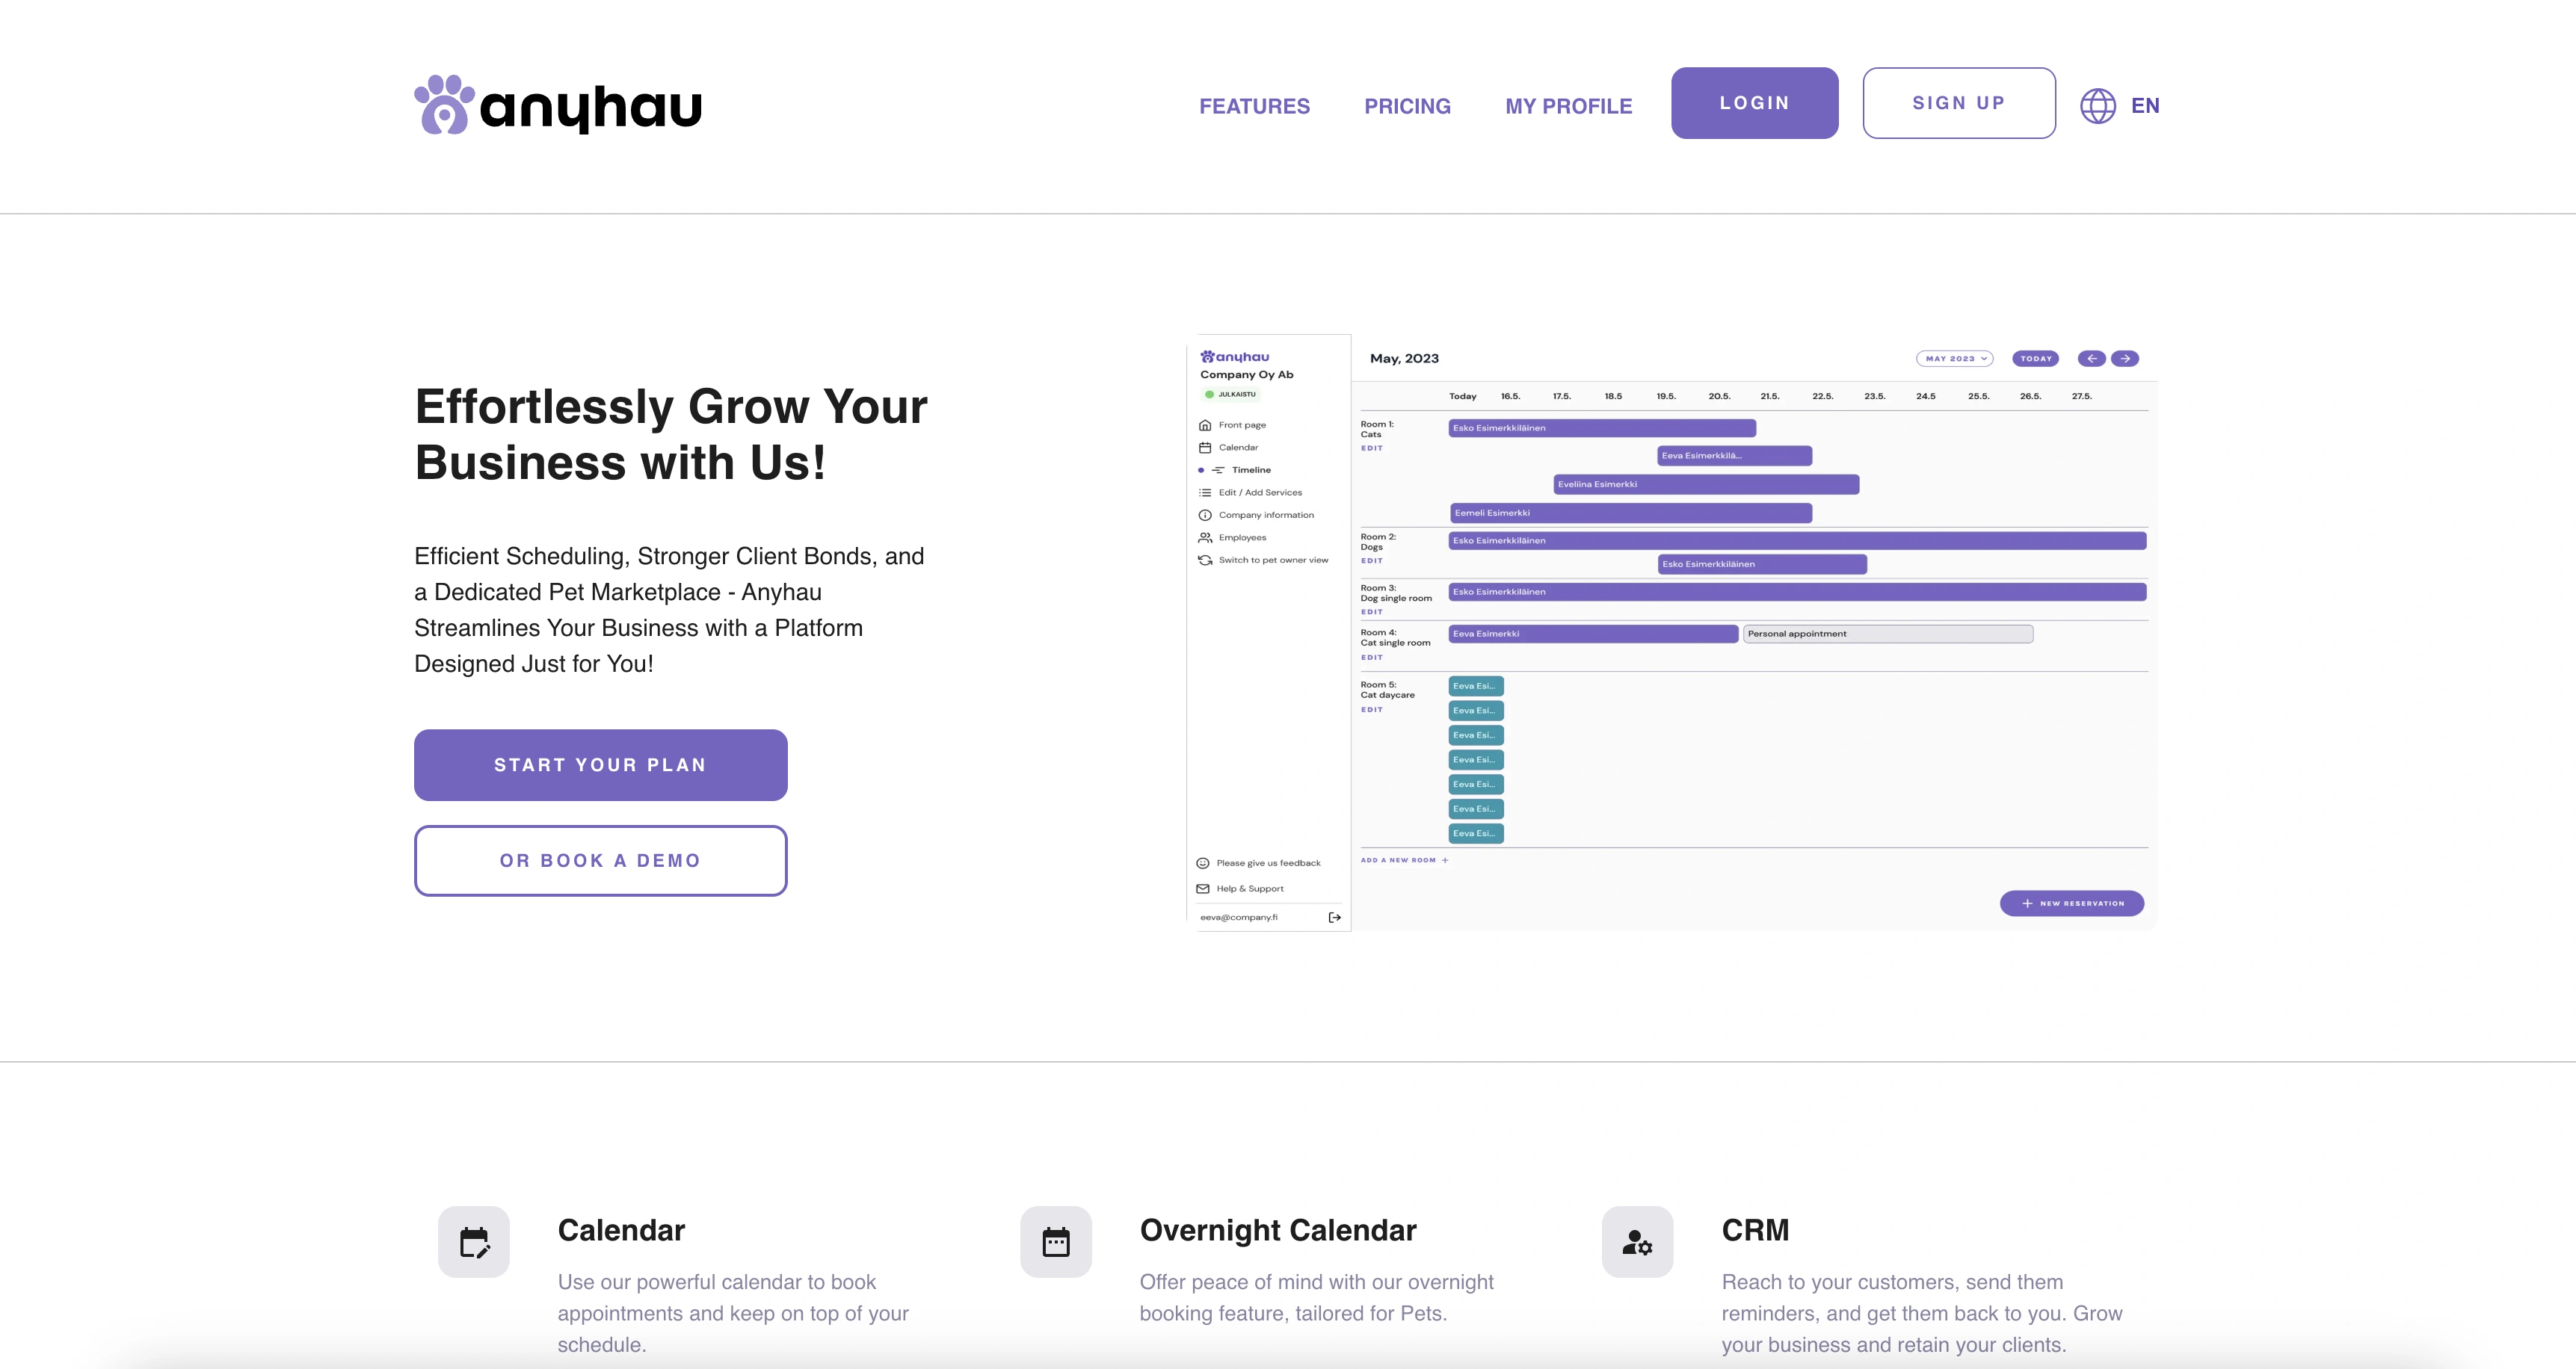 anyhau
FEATURES
PRICING
MY PROFILE
LOGIN
SIGN UP
EN
Effortlessly Grow Your
Business with Us!
Efficient Scheduling, Stronger Client Bonds, and
a Dedicated Pet Marketplace - Anyhau
Streamlines Your Business with a Platform
Designed Just for You!
START YOUR PLAN
OR BOOK A DEMO
anyhau
Company Oy Ab
JULKAISTU
Front page
Calendar
Timeline
Edit / Add Services
Company information
Employees
Switch to pet owner view
Please give us feedback
Help & Support
eeva@company.fi
May, 2023
MAY 2023
TODAY
Today 16.5. 17.5. 18.5 19.5. 20.5. 21.5. 22.5. 23.5. 24.5 25.5. 26.5. 27.5.
Room 1:
Cats
EDIT
Esko Esimerkkiläinen
Eeva Esimerkkilä...
Eveliina Esimerkki
Eemeli Esimerkki
Room 2:
Dogs
EDIT
Esko Esimerkkiläinen
Esko Esimerkkiläinen
Room 3:
Dog single room
EDIT
Esko Esimerkkiläinen
Room 4:
Cat single room
EDIT
Eeva Esimerkki
Personal appointment
Room 5:
Cat daycare
EDIT
Eeva Esi...
Eeva Esi...
Eeva Esi...
Eeva Esi...
Eeva Esi...
Eeva Esi...
Eeva Esi...
ADD A NEW ROOM +
+ NEW RESERVATION
Calendar
Use our powerful calendar to book
appointments and keep on top of your
schedule.
Overnight Calendar
Offer peace of mind with our overnight
booking feature, tailored for Pets.
CRM
Reach to your customers, send them
reminders, and get them back to you. Grow
your business and retain your clients.